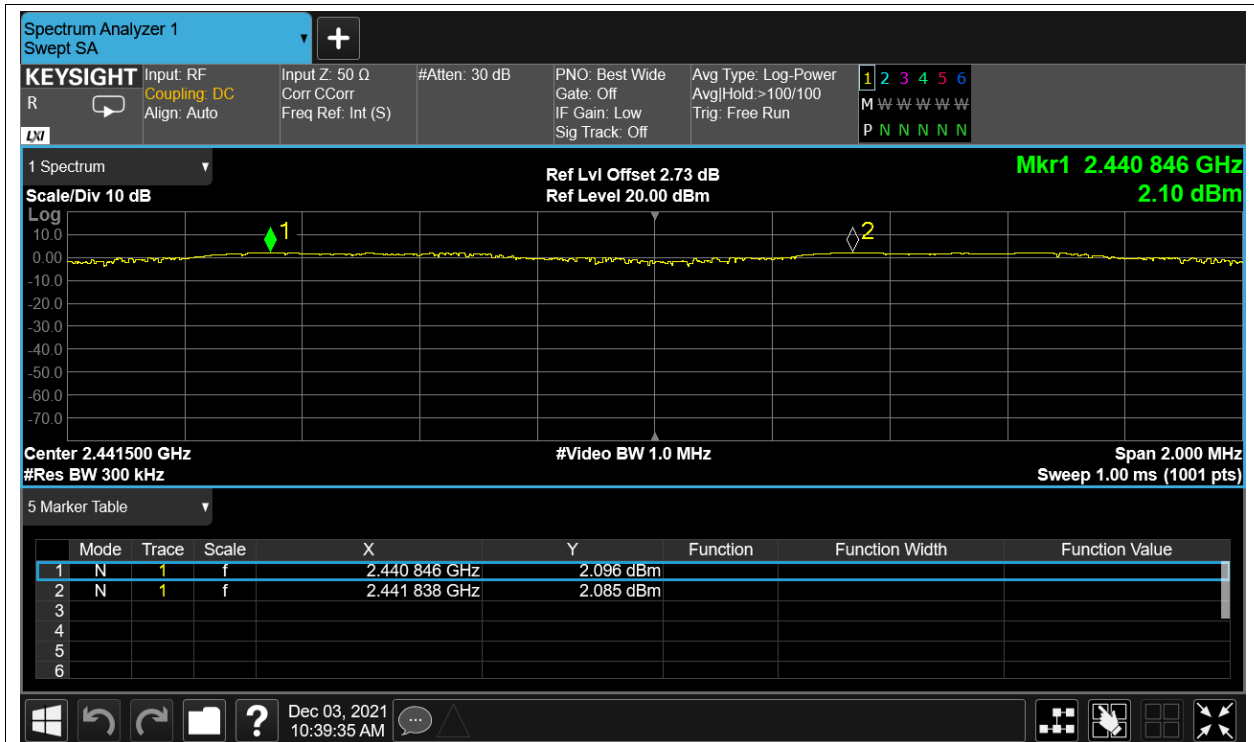 Spectrum Analyzer 1
Swept SA
KEYSIGHT
R
LXI
Input: RF
Coupling: DC
Align: Auto
Input Z: 50 Ω
Corr CCorr
Freq Ref: Int (S)
#Atten: 30 dB
PNO: Best Wide
Gate: Off
IF Gain: Low
Sig Track: Off
Avg Type: Log-Power
Avg|Hold:>100/100
Trig: Free Run
1 2 3 4 5 6
M W W W W W
P N N N N N
1 Spectrum
Scale/Div 10 dB
Ref Lvl Offset 2.73 dB
Ref Level 20.00 dBm
Mkr1 2.440 846 GHz
2.10 dBm
Log
10.0
0.00
-10.0
-20.0
-30.0
-40.0
-50.0
-60.0
-70.0
1
2
Center 2.441500 GHz
#Res BW 300 kHz
#Video BW 1.0 MHz
Span 2.000 MHz
Sweep 1.00 ms (1001 pts)
5 Marker Table
Mode Trace Scale X Y Function Function Width Function Value
1 N 1 f 2.440 846 GHz 2.096 dBm
2 N 1 f 2.441 838 GHz 2.085 dBm
3
4
5
6
?
Dec 03, 2021
10:39:35 AM